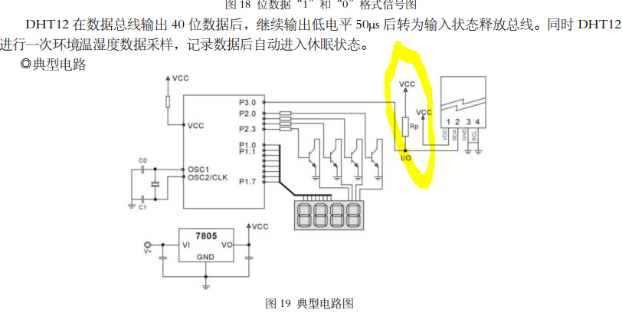 图 18 位数据“1”和“0”格式信号图
DHT12 在数据总线输出 40 位数据后，继续输出低电平 50μs 后转为输入状态释放总线。同时 DHT12
进行一次环境温湿度数据采样，记录数据后自动进入休眠状态。
◎典型电路
VCC
VCC
P3.0
P2.0
P2.3
P1.0
P1.1
P1.7
OSC1
OSC2/CLK
C0
C1
VCC
Rp
I/O
VCC
1 2 3 4
VDD
SDA
GND
SCL
8888
7805
VI
VO
GND
V+
VCC
图 19 典型电路图